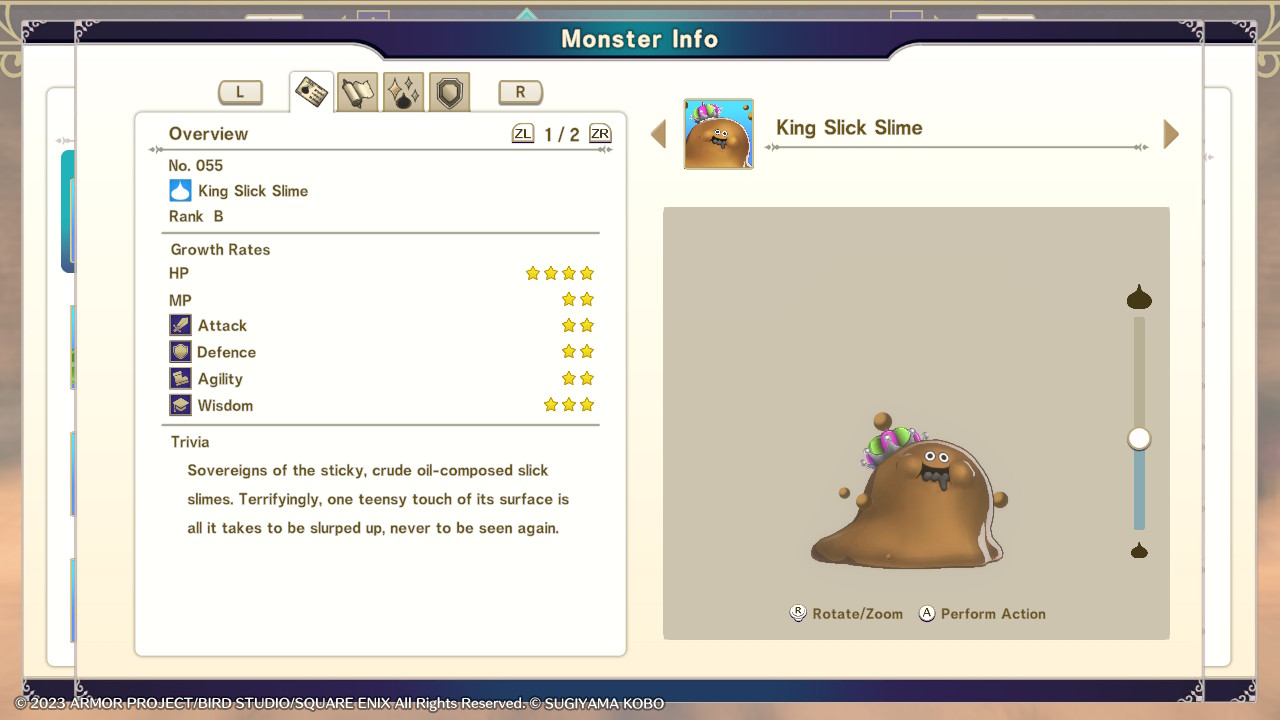 Monster Info
L
R
Overview
ZL 1 / 2 ZR
No. 055
King Slick Slime
Rank B
Growth Rates
HP
MP
Attack
Defence
Agility
Wisdom
Trivia
Sovereigns of the sticky, crude oil-composed slick
slimes. Terrifyingly, one teensy touch of its surface is
all it takes to be slurped up, never to be seen again.
King Slick Slime
R Rotate/Zoom A Perform Action
© 2023 ARMOR PROJECT/BIRD STUDIO/SQUARE ENIX All Rights Reserved. © SUGIYAMA KOBO